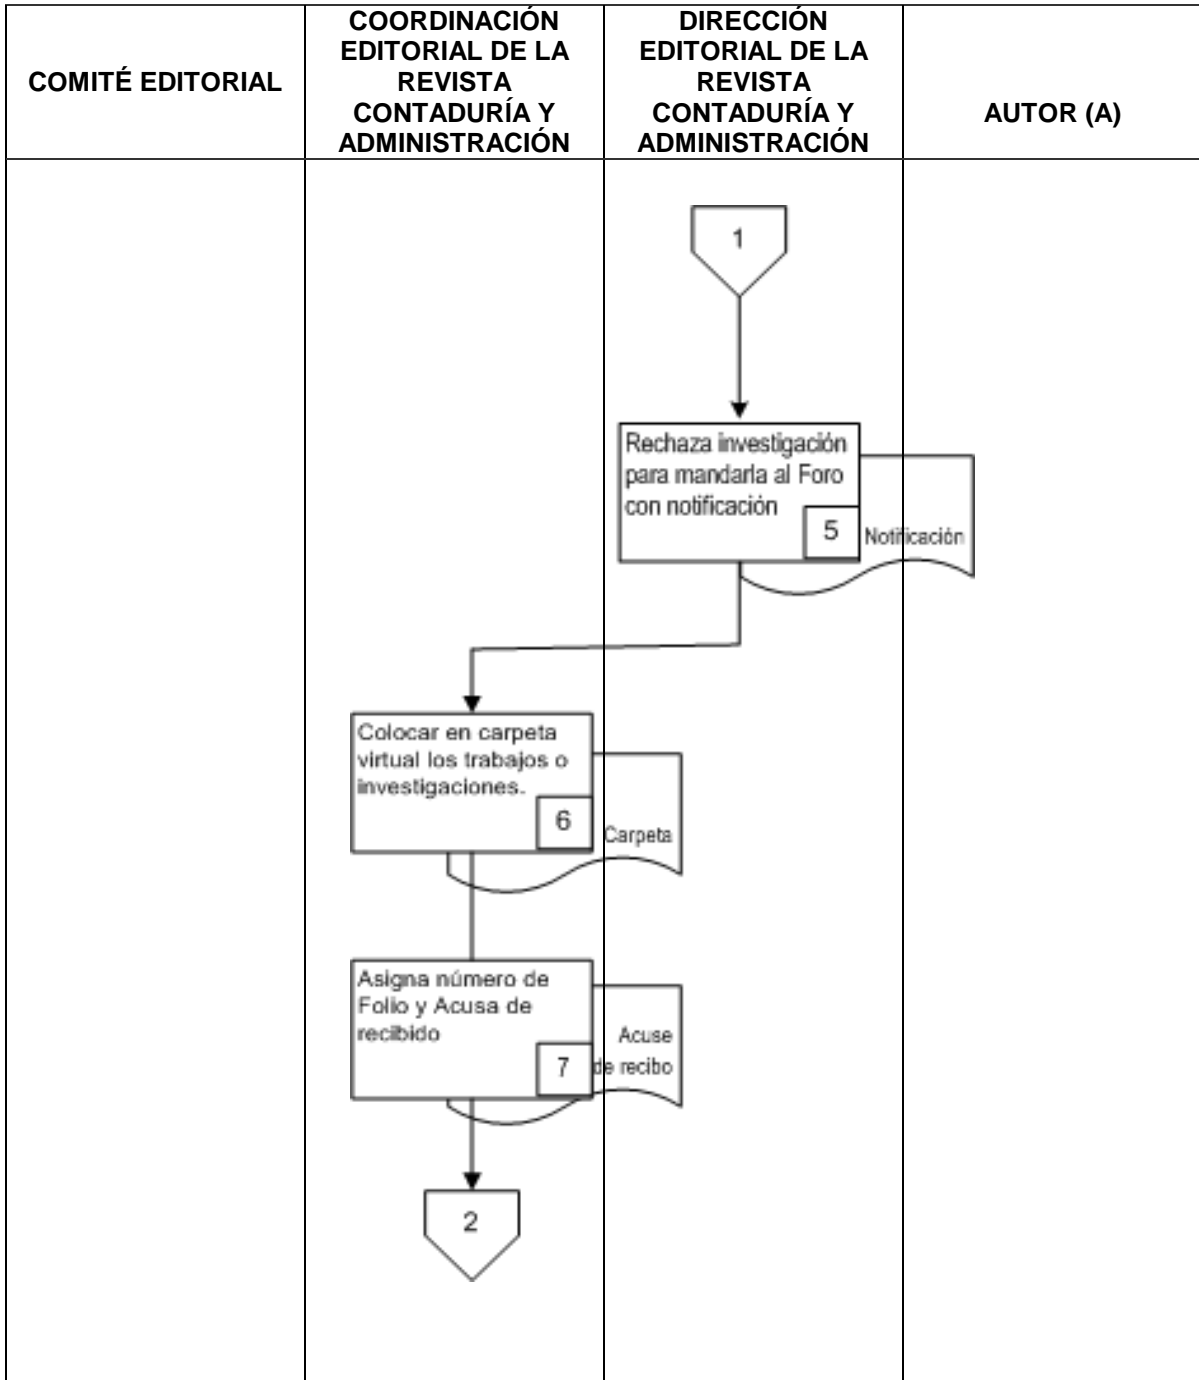 COMITÉ EDITORIAL
COORDINACIÓN
EDITORIAL DE LA
REVISTA
CONTADURÍA Y
ADMINISTRACIÓN
DIRECCIÓN
EDITORIAL DE LA
REVISTA
CONTADURÍA Y
ADMINISTRACIÓN
AUTOR (A)
1
Rechaza investigación
para mandarla al Foro
con notificación
5
Notificación
Colocar en carpeta
virtual los trabajos o
investigaciones.
6
Carpeta
Asigna número de
Folio y Acusa de
recibido
7
Acuse
de recibo
2